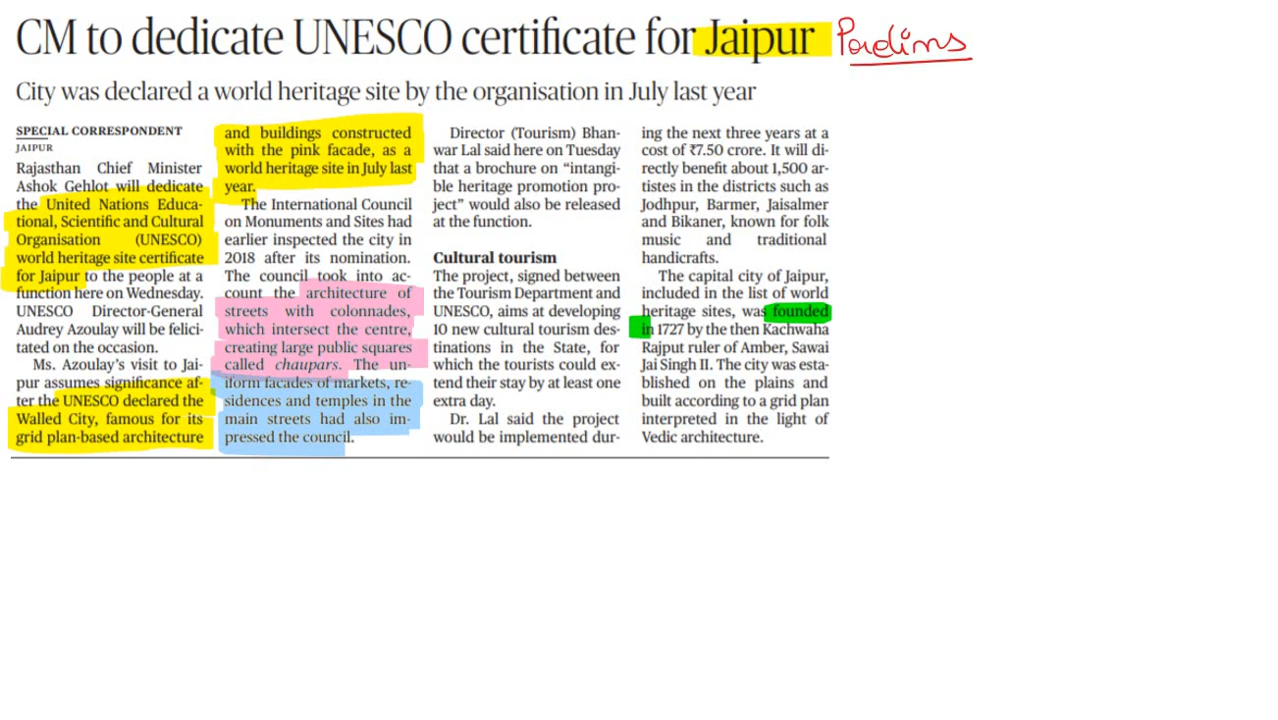 CM to dedicate UNESCO certificate for Jaipur
Prelims
City was declared a world heritage site by the organisation in July last year
SPECIAL CORRESPONDENT
JAIPUR
Rajasthan Chief Minister
Ashok Gehlot will dedicate
the United Nations Educa-
tional, Scientific and Cultural
Organisation (UNESCO)
world heritage site certificate
for Jaipur to the people at a
function here on Wednesday.
UNESCO Director-General
Audrey Azoulay will be felici-
tated on the occasion.
Ms. Azoulay's visit to Jai-
pur assumes significance af-
ter the UNESCO declared the
Walled City, famous for its
grid plan-based architecture
and buildings constructed
with the pink facade, as a
world heritage site in July last
year.
The International Council
on Monuments and Sites had
earlier inspected the city in
2018 after its nomination.
The council took into ac-
count the architecture of
streets with colonnades,
which intersect the centre,
creating large public squares
called chaupars. The un-
iform facades of markets, re-
sidences and temples in the
main streets had also im-
pressed the council.
Director (Tourism) Bhan-
war Lal said here on Tuesday
that a brochure on “intangi-
ble heritage promotion pro-
ject” would also be released
at the function.
Cultural tourism
The project, signed between
the Tourism Department and
UNESCO, aims at developing
10 new cultural tourism des-
tinations in the State, for
which the tourists could ex-
tend their stay by at least one
extra day.
Dr. Lal said the project
would be implemented dur-
ing the next three years at a
cost of ₹7.50 crore. It will di-
rectly benefit about 1,500 ar-
tistes in the districts such as
Jodhpur, Barmer, Jaisalmer
and Bikaner, known for folk
music and traditional
handicrafts.
The capital city of Jaipur,
included in the list of world
heritage sites, was founded
in 1727 by the then Kachwaha
Rajput ruler of Amber, Sawai
Jai Singh II. The city was esta-
blished on the plains and
built according to a grid plan
interpreted in the light of
Vedic architecture.